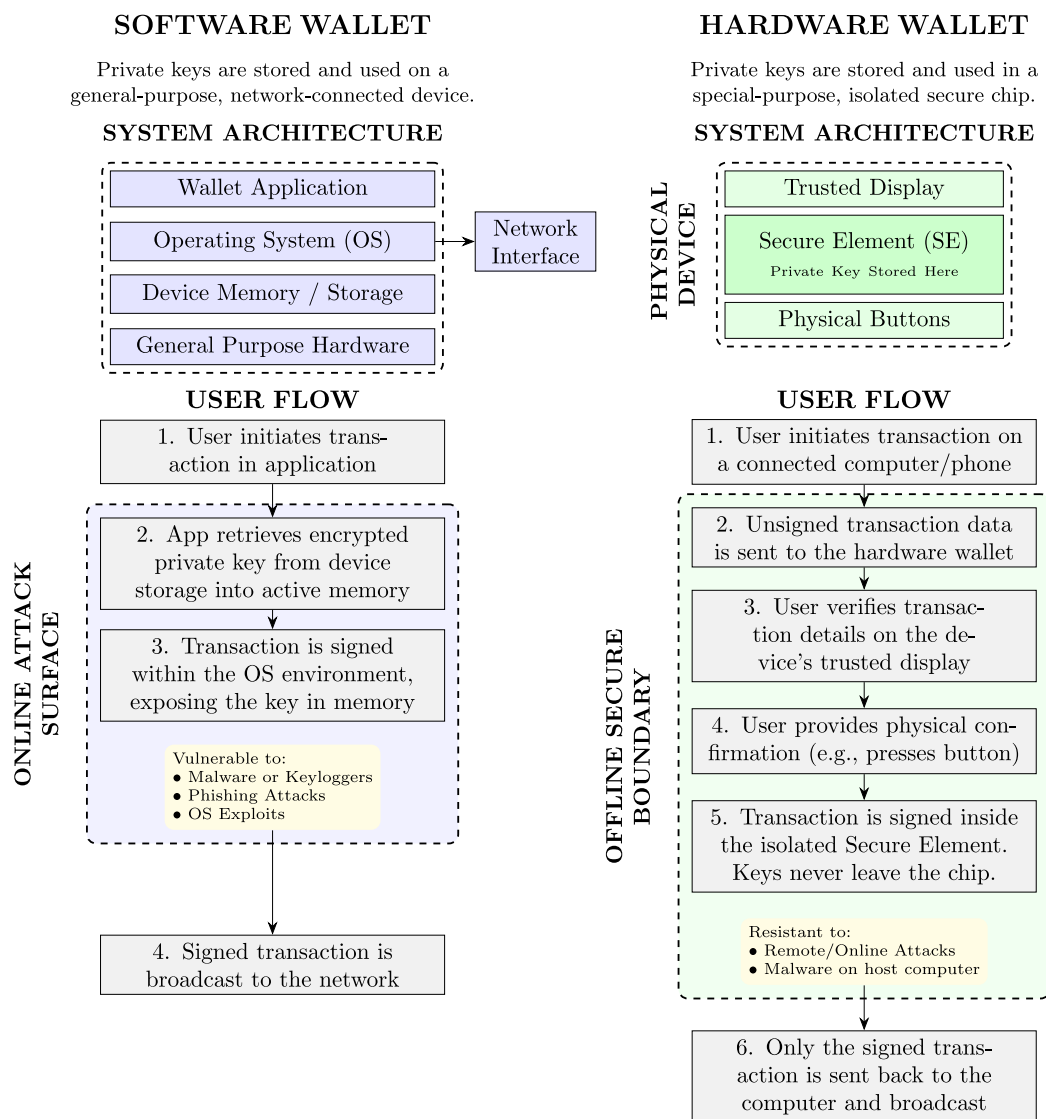 SOFTWARE WALLET
Private keys are stored and used on a
general-purpose, network-connected device.
SYSTEM ARCHITECTURE
Wallet Application
Operating System (OS)
Device Memory / Storage
General Purpose Hardware
Network
Interface
USER FLOW
1. User initiates trans-
action in application
ONLINE ATTACK
SURFACE
2. App retrieves encrypted
private key from device
storage into active memory
3. Transaction is signed
within the OS environment,
exposing the key in memory
Vulnerable to:
• Malware or Keyloggers
• Phishing Attacks
• OS Exploits
4. Signed transaction is
broadcast to the network
HARDWARE WALLET
Private keys are stored and used in a
special-purpose, isolated secure chip.
SYSTEM ARCHITECTURE
PHYSICAL
DEVICE
Trusted Display
Secure Element (SE)
Private Key Stored Here
Physical Buttons
USER FLOW
1. User initiates transaction on
a connected computer/phone
OFFLINE SECURE
BOUNDARY
2. Unsigned transaction data
is sent to the hardware wallet
3. User verifies transac-
tion details on the de-
vice's trusted display
4. User provides physical con-
firmation (e.g., presses button)
5. Transaction is signed inside
the isolated Secure Element.
Keys never leave the chip.
Resistant to:
• Remote/Online Attacks
• Malware on host computer
6. Only the signed trans-
action is sent back to the
computer and broadcast